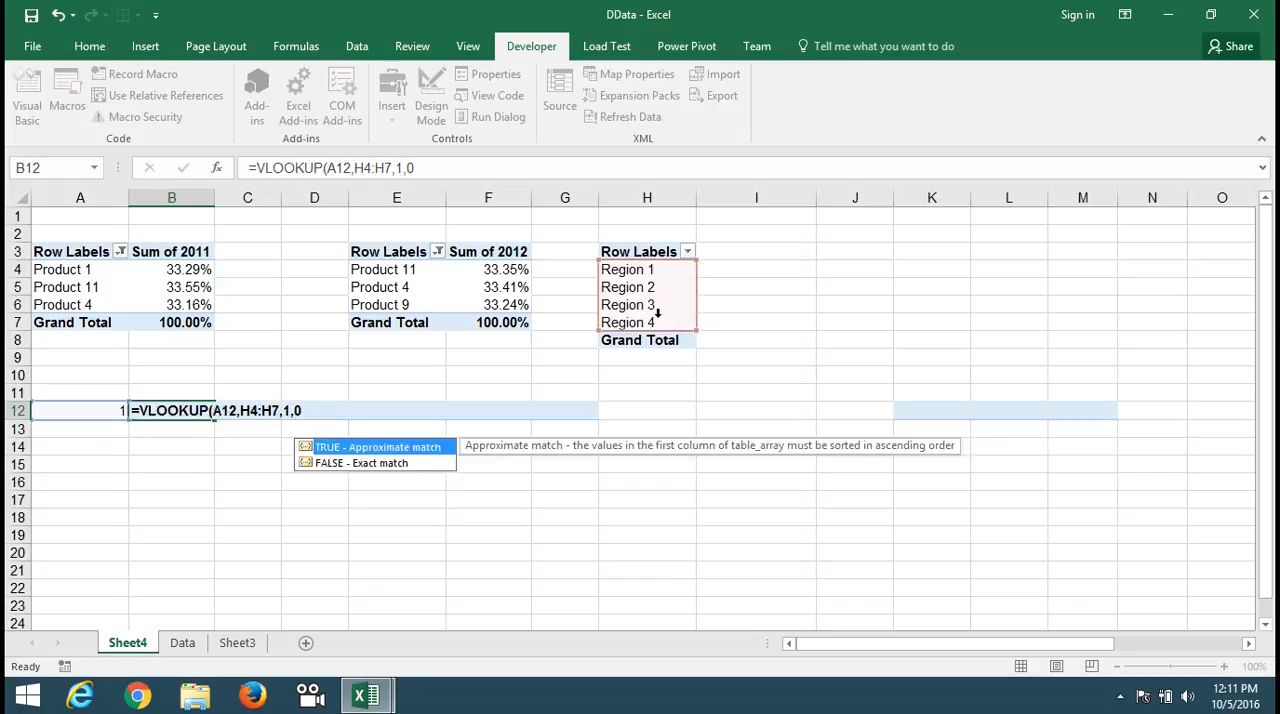 DData - Excel
Sign in
File Home Insert Page Layout Formulas Data Review View Developer Load Test Power Pivot Team Tell me what you want to do Share
Visual Basic
Macros
Record Macro
Use Relative References
Macro Security
Code
Add-ins
Excel Add-ins
COM Add-ins
Add-ins
Insert
Design Mode
Properties
View Code
Run Dialog
Controls
Source
Map Properties
Expansion Packs
Refresh Data
Import
Export
XML
B12 fx =VLOOKUP(A12,H4:H7,1,0
A B C D E F G H I J K L M N O
1
2
3 Row Labels Sum of 2011 Row Labels Sum of 2012 Row Labels
4 Product 1 33.29% Product 11 33.35% Region 1
5 Product 11 33.55% Product 4 33.41% Region 2
6 Product 4 33.16% Product 9 33.24% Region 3
7 Grand Total 100.00% Grand Total 100.00% Region 4
8 Grand Total
9
10
11
12 1 =VLOOKUP(A12,H4:H7,1,0
13
14 TRUE - Approximate match Approximate match - the values in the first column of table_array must be sorted in ascending order
15 FALSE - Exact match
16
17
18
19
20
21
22
23
24
Sheet4 Data Sheet3
Ready 100%
12:11 PM
10/5/2016